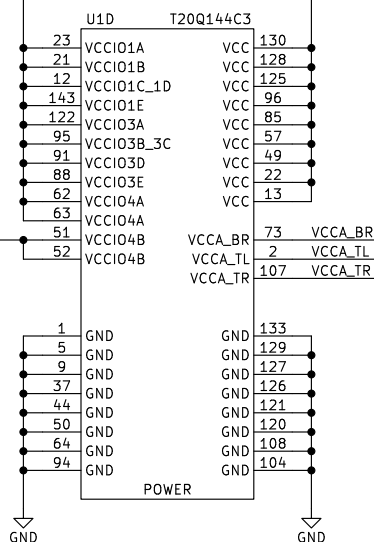 U1D T20Q144C3
23 VCCIO1A VCC 130
21 VCCIO1B VCC 128
12 VCCIO1C_1D VCC 125
143 VCCIO1E VCC 96
122 VCCIO3A VCC 85
95 VCCIO3B_3C VCC 57
91 VCCIO3D VCC 49
88 VCCIO3E VCC 22
62 VCCIO4A VCC 13
63 VCCIO4A
51 VCCIO4B VCCA_BR 73 VCCA_BR
52 VCCIO4B VCCA_TL 2 VCCA_TL
VCCA_TR 107 VCCA_TR
1 GND GND 133
5 GND GND 129
9 GND GND 127
37 GND GND 126
44 GND GND 121
50 GND GND 120
64 GND GND 108
94 GND GND 104
POWER
GND GND